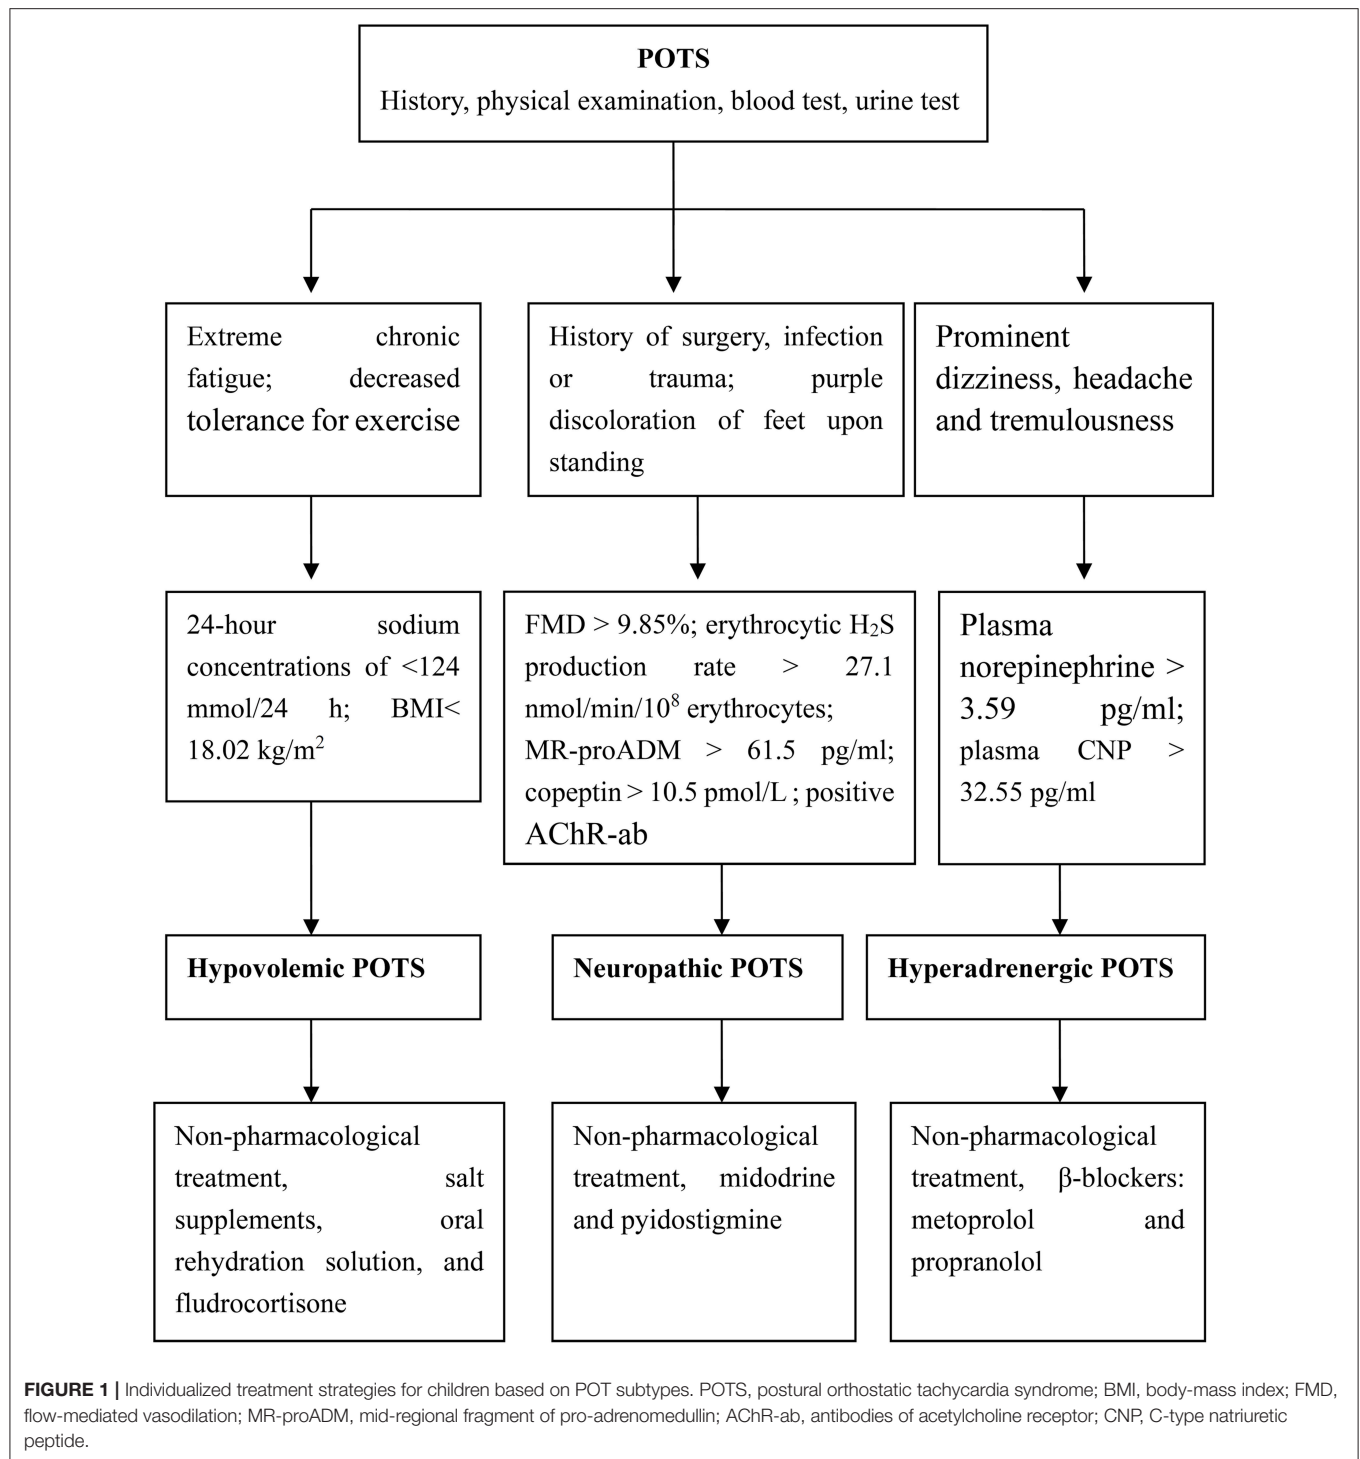 POTS
History, physical examination, blood test, urine test
Extreme chronic
fatigue; decreased
tolerance for exercise
History of surgery, infection
or trauma; purple
discoloration of feet upon
standing
Prominent
dizziness, headache
and tremulousness
24-hour sodium
concentrations of <124
mmol/24 h; BMI<
18.02 kg/m²
FMD > 9.85%; erythrocytic H₂S
production rate > 27.1
nmol/min/10⁸ erythrocytes;
MR-proADM > 61.5 pg/ml;
copeptin > 10.5 pmol/L ; positive
AChR-ab
Plasma
norepinephrine >
3.59 pg/ml;
plasma CNP >
32.55 pg/ml
Hypovolemic POTS
Neuropathic POTS
Hyperadrenergic POTS
Non-pharmacological
treatment, salt
supplements, oral
rehydration solution, and
fludrocortisone
Non-pharmacological
treatment, midodrine
and pyidostigmine
Non-pharmacological
treatment, β-blockers:
metoprolol and
propranolol
FIGURE 1 | Individualized treatment strategies for children based on POT subtypes. POTS, postural orthostatic tachycardia syndrome; BMI, body-mass index; FMD,
flow-mediated vasodilation; MR-proADM, mid-regional fragment of pro-adrenomedullin; AChR-ab, antibodies of acetylcholine receptor; CNP, C-type natriuretic
peptide.